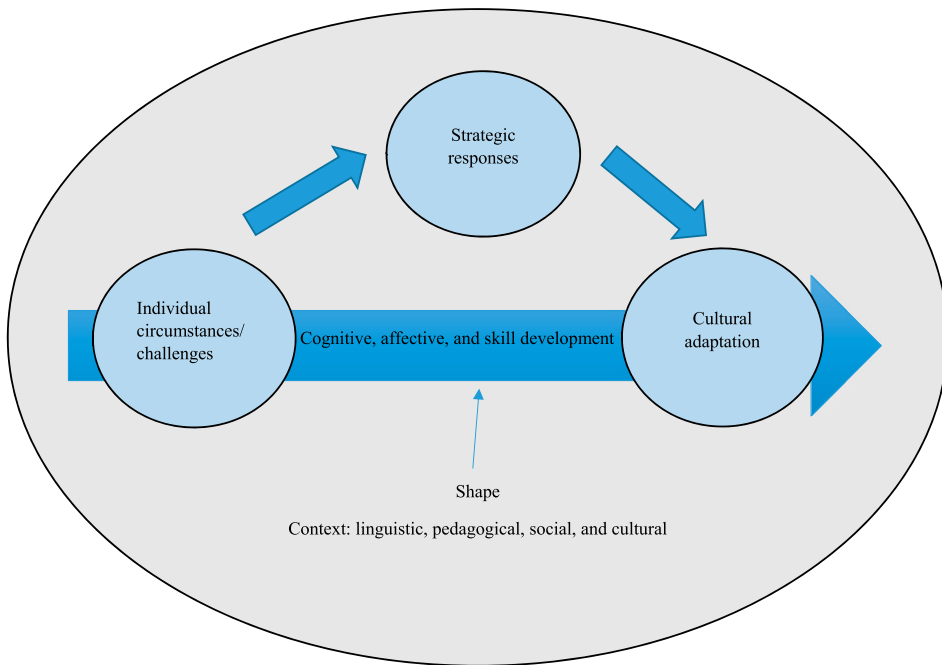 Strategic
responses
Individual
circumstances/
challenges
Cognitive, affective, and skill development
Cultural
adaptation
Shape
Context: linguistic, pedagogical, social, and cultural